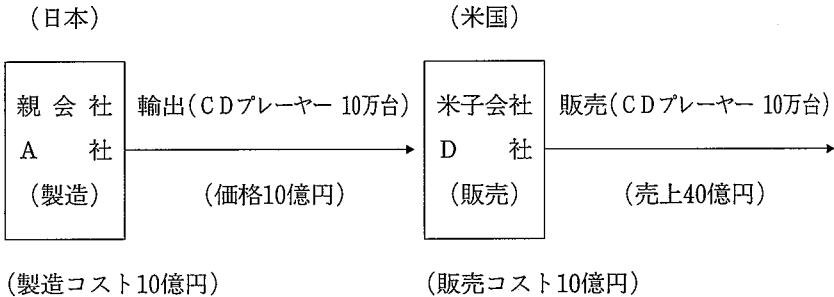 (日本)
(米国)
親会社
A社
(製造)
輸出(CDプレーヤー 10万台)
(価格10億円)
米子会社
D社
(販売)
販売(CDプレーヤー 10万台)
(売上40億円)
(製造コスト10億円)
(販売コスト10億円)